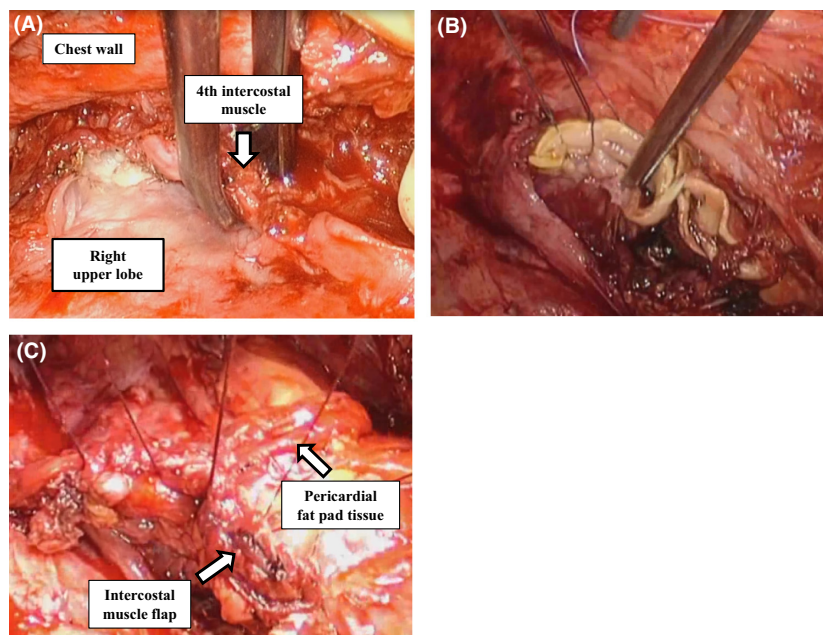 (A)
Chest wall
4th intercostal
muscle
Right
upper lobe
(B)
(C)
Pericardial
fat pad tissue
Intercostal
muscle flap